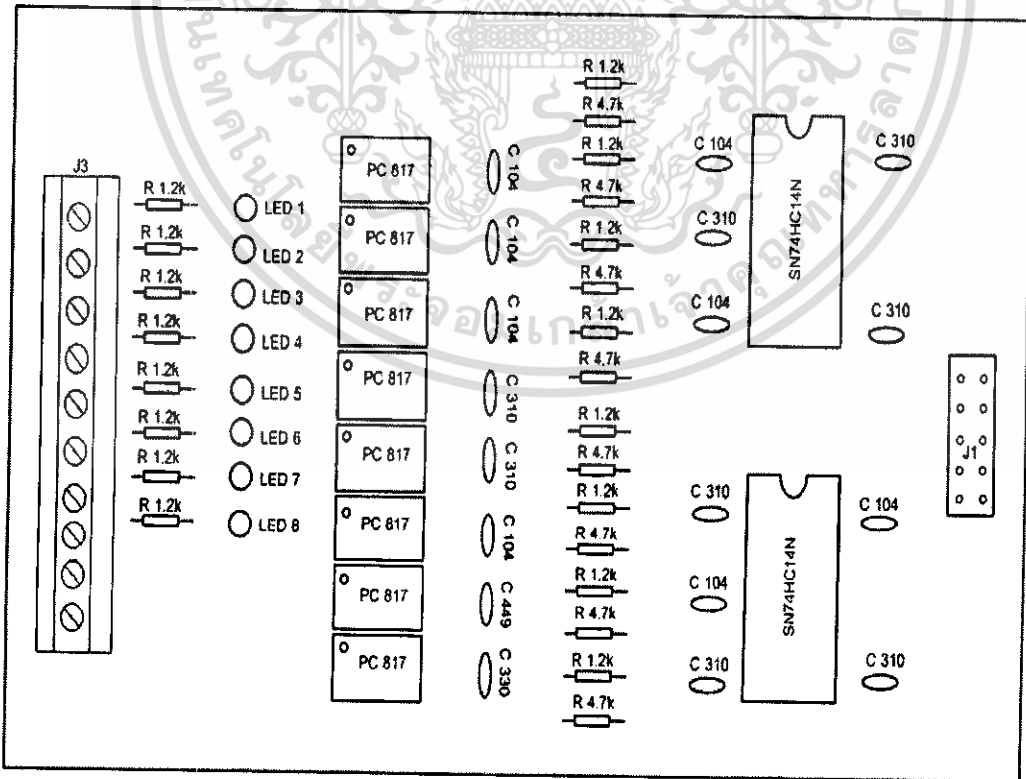 J3
R 1.2k
R 1.2k
R 1.2k
R 1.2k
R 1.2k
R 1.2k
R 1.2k
R 1.2k
LED 1
LED 2
LED 3
LED 4
LED 5
LED 6
LED 7
LED 8
PC 817
PC 817
PC 817
PC 817
PC 817
PC 817
PC 817
PC 817
C 104
C 104
C 104
C 310
C 310
C 104
C 449
C 330
R 1.2k
R 4.7k
R 1.2k
R 4.7k
R 1.2k
R 4.7k
R 1.2k
R 4.7k
R 1.2k
R 4.7k
R 1.2k
R 4.7k
R 1.2k
R 4.7k
R 1.2k
R 4.7k
C 104
C 310
C 104
SN74HC14N
C 310
C 310
C 310
C 104
C 310
SN74HC14N
C 104
C 310
J1